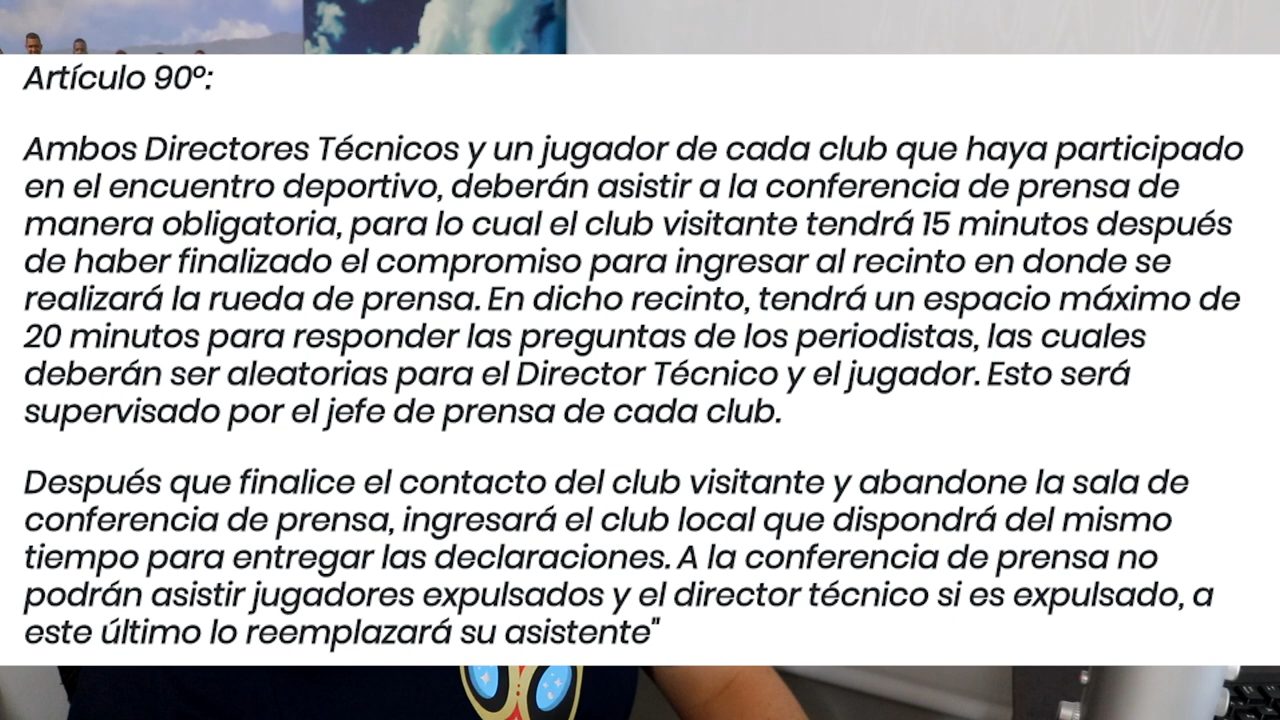 Artículo 90º:
Ambos Directores Técnicos y un jugador de cada club que haya participado
en el encuentro deportivo, deberán asistir a la conferencia de prensa de
manera obligatoria, para lo cual el club visitante tendrá 15 minutos después
de haber finalizado el compromiso para ingresar al recinto en donde se
realizará la rueda de prensa. En dicho recinto, tendrá un espacio máximo de
20 minutos para responder las preguntas de los periodistas, las cuales
deberán ser aleatorias para el Director Técnico y el jugador. Esto será
supervisado por el jefe de prensa de cada club.
Después que finalice el contacto del club visitante y abandone la sala de
conferencia de prensa, ingresará el club local que dispondrá del mismo
tiempo para entregar las declaraciones. A la conferencia de prensa no
podrán asistir jugadores expulsados y el director técnico si es expulsado, a
este último lo reemplazará su asistente"